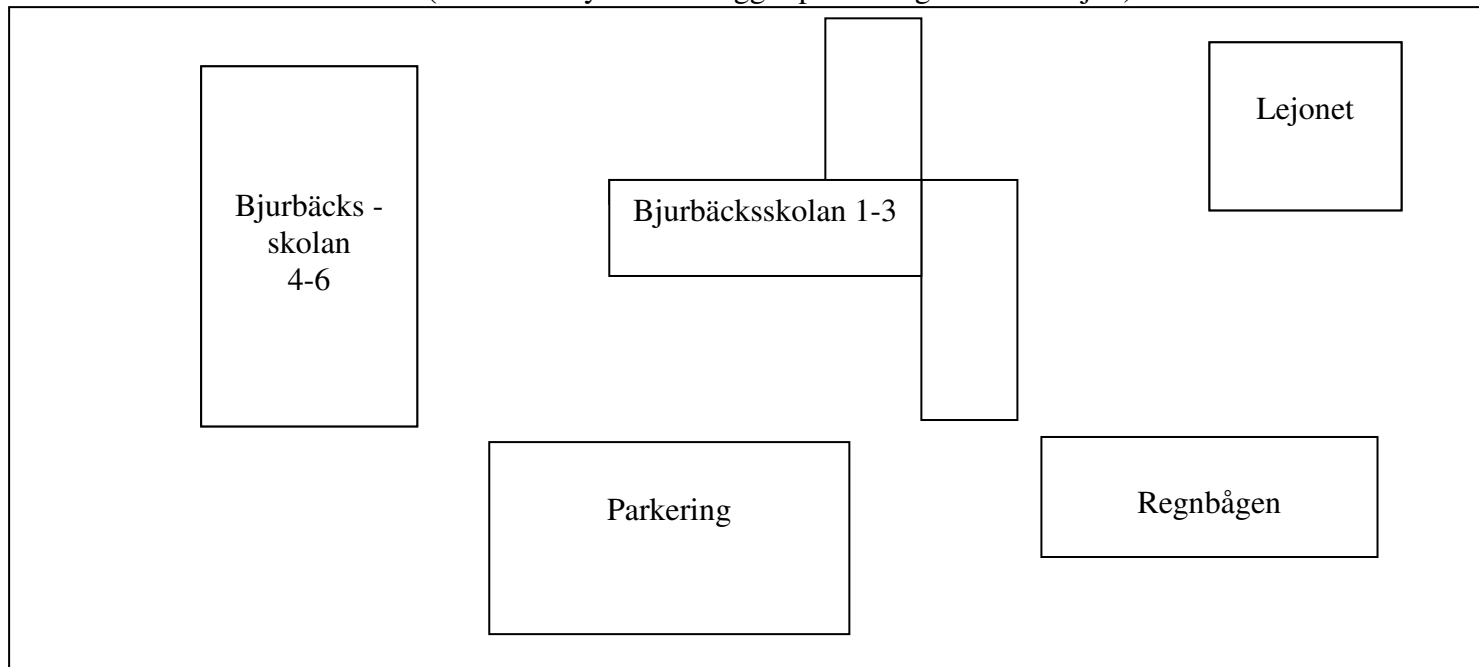 Lejonet
Bjurbäcks -
skolan
4-6
Bjurbäcksskolan 1-3
Parkering
Regnbågen